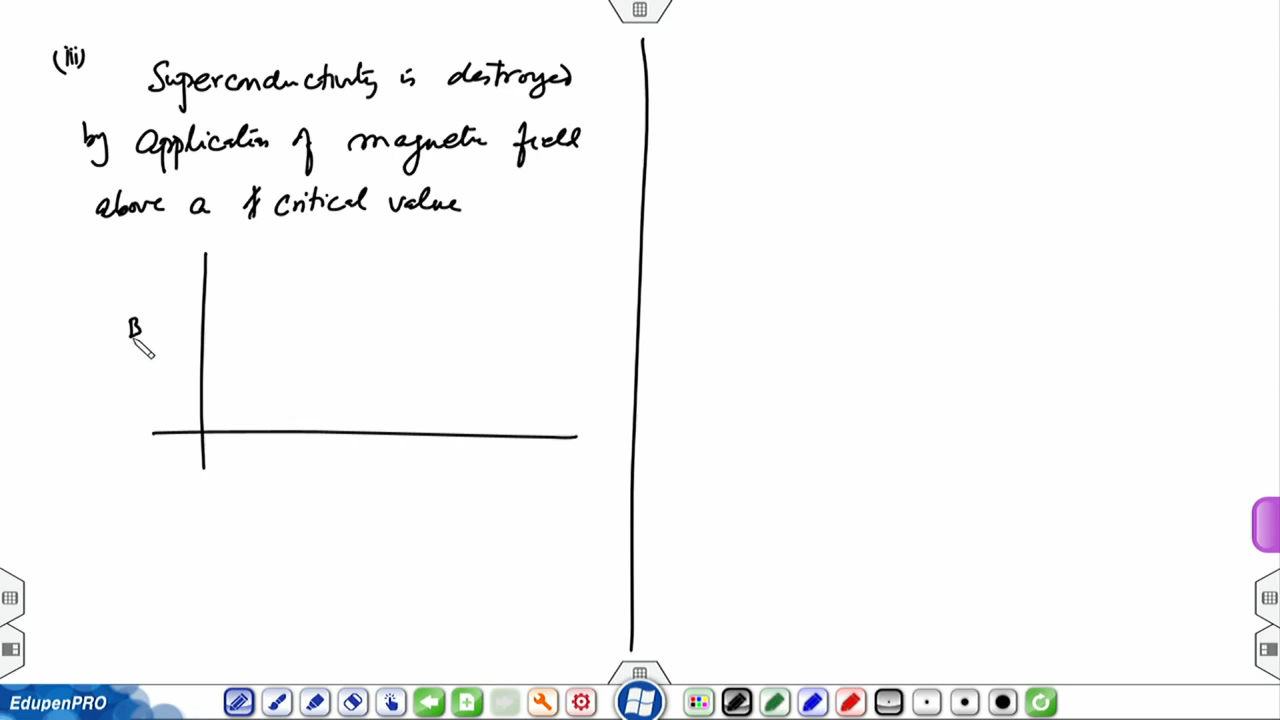 (iii) Superconductivity is destroyed
by application of magnetic field
above a critical value
B
EdupenPRO